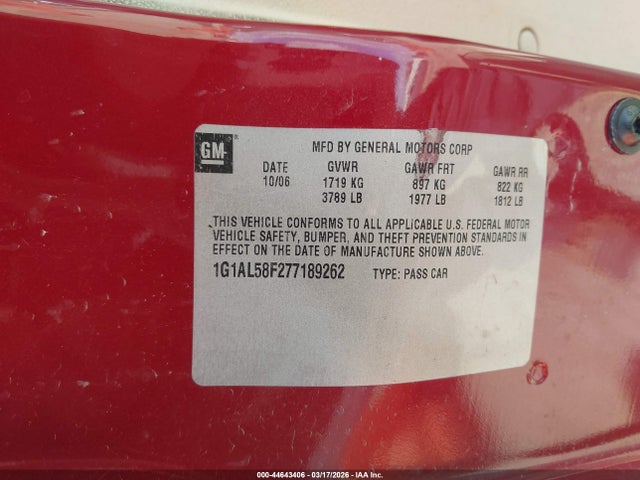 GM
MFD BY GENERAL MOTORS CORP
DATE GVWR GAWR FRT GAWR RR
10/06 1719 KG 897 KG 822 KG
3789 LB 1977 LB 1812 LB
THIS VEHICLE CONFORMS TO ALL APPLICABLE U.S. FEDERAL MOTOR
VEHICLE SAFETY, BUMPER, AND THEFT PREVENTION STANDARDS IN
EFFECT ON THE DATE OF MANUFACTURE SHOWN ABOVE.
1G1AL58F277189262 TYPE: PASS CAR
000-44643406 - 03/17/2026 - IAA Inc.